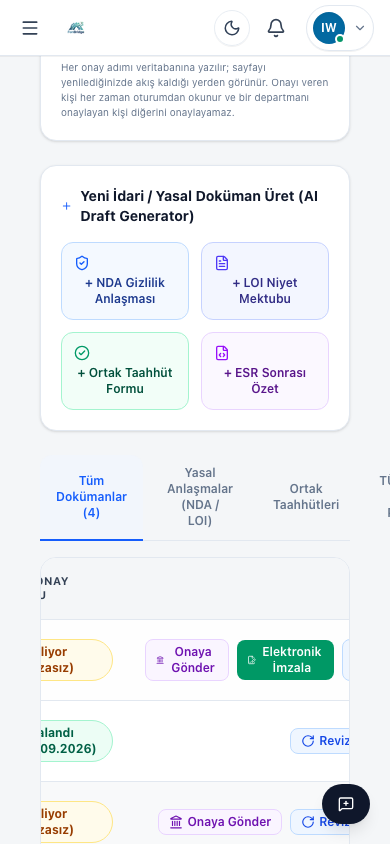 IW
Her onay adımı veritabanına yazılır; sayfayı
yenilediğinizde akış kaldığı yerden görünür. Onayı veren
kişi her zaman oturumdan okunur ve bir departmanı
onaylayan kişi diğerini onaylayamaz.
Yeni İdari / Yasal Doküman Üret (AI
Draft Generator)
+ NDA Gizlilik
Anlaşması
+ LOI Niyet
Mektubu
+ Ortak Taahhüt
Formu
+ ESR Sonrası
Özet
Tüm
Dokümanlar
(4)
Yasal
Anlaşmalar
(NDA /
LOI)
Ortak
Taahhütleri
Onaya
Gönder
Elektronik
İmzala
09.2026)
Onaya Gönder